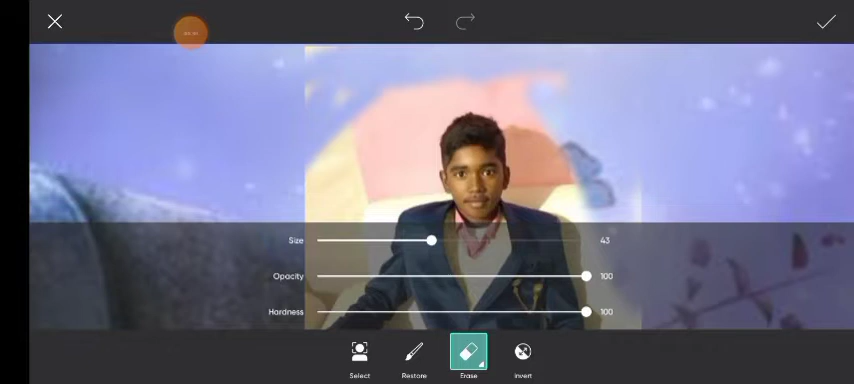 Size 43
Opacity 100
Hardness 100
Select Restore Erase invert